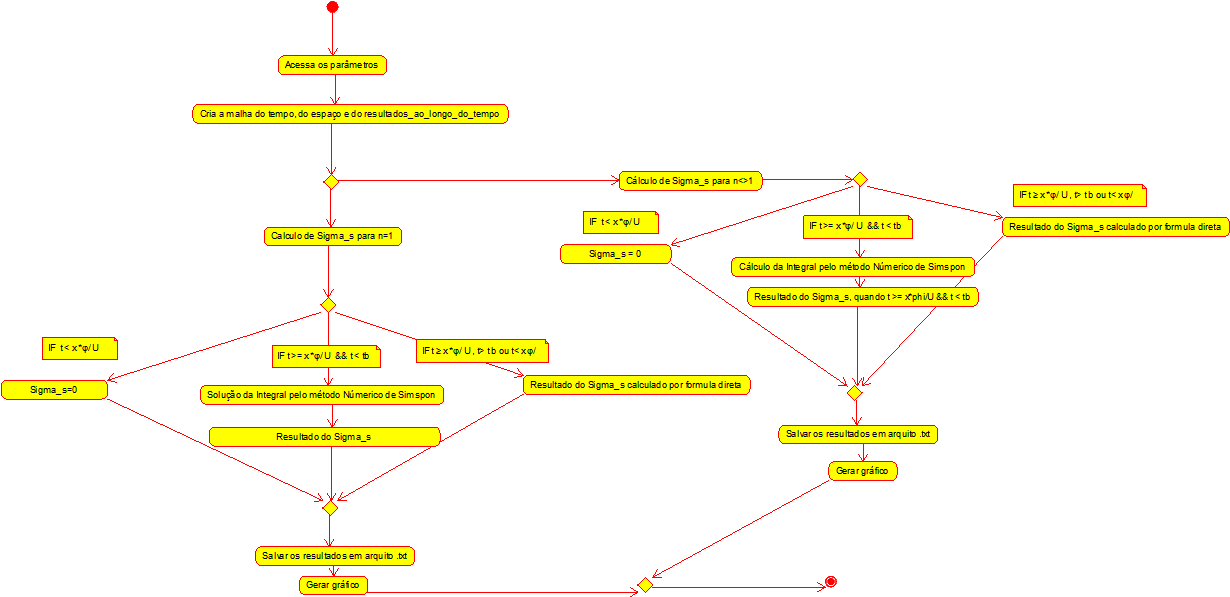 Acessa os parâmetros
Cria a malha do tempo, do espaço e do resultados_ao_longo_do_tempo
Cálculo de Sigma_s para n<>1
IF t ≥ x*φ/ U , t> tb ou t< xφ/
IF t< x*φ/ U
IF t>= x*φ/ U && t< tb
Resultado do Sigma_s calculado por formula direta
Calculo de Sigma_s para n=1
Sigma_s = 0
Cálculo da Integral pelo método Númerico de Simspon
Resultado do Sigma_s, quando t >= x*phi/U && t < tb
IF t< x*φ/ U
IF t>= x*φ/ U && t< tb
IF t ≥ x*φ/ U , t> tb ou t< xφ/
Sigma_s=0
Solução da Integral pelo método Númerico de Simspon
Resultado do Sigma_s calculado por formula direta
Resultado do Sigma_s
Salvar os resultados em arquito .txt
Gerar gráfico
Salvar os resultados em arquito .txt
Gerar gráfico